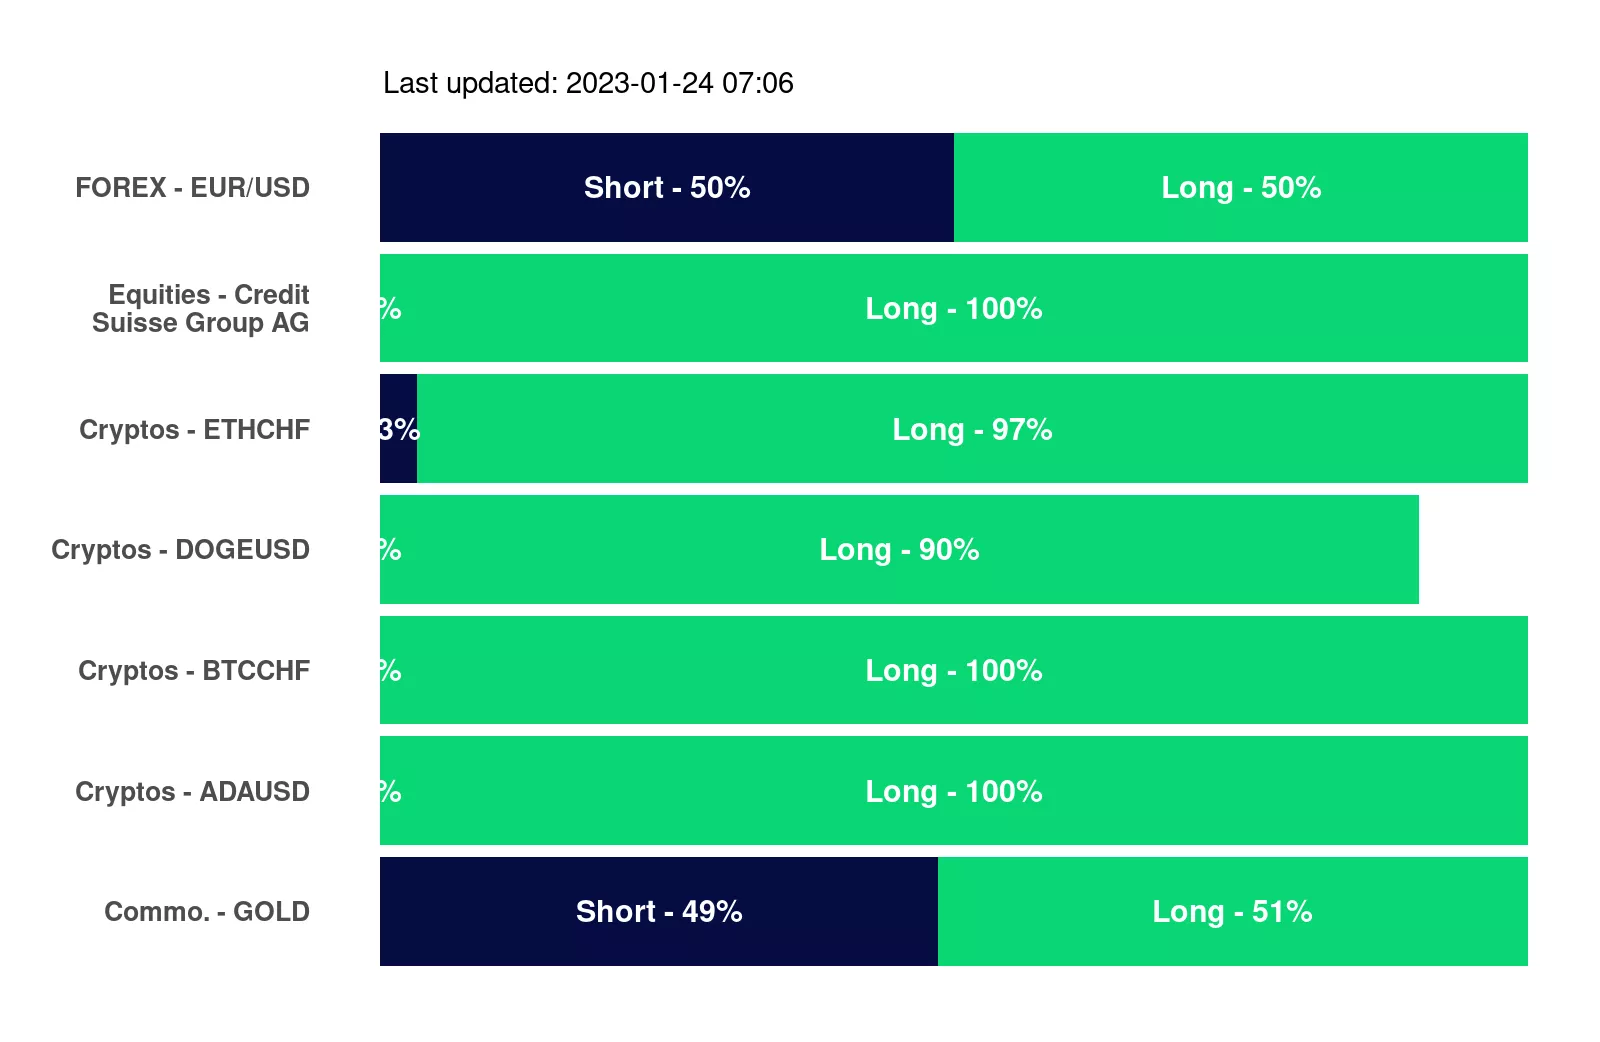 Last updated: 2023-01-24 07:06
FOREX - EUR/USD
Short - 50%
Long - 50%
Equities - Credit
Suisse Group AG
%
Long - 100%
Cryptos - ETHCHF
3%
Long - 97%
Cryptos - DOGEUSD
%
Long - 90%
Cryptos - BTCCHF
%
Long - 100%
Cryptos - ADAUSD
%
Long - 100%
Commo. - GOLD
Short - 49%
Long - 51%